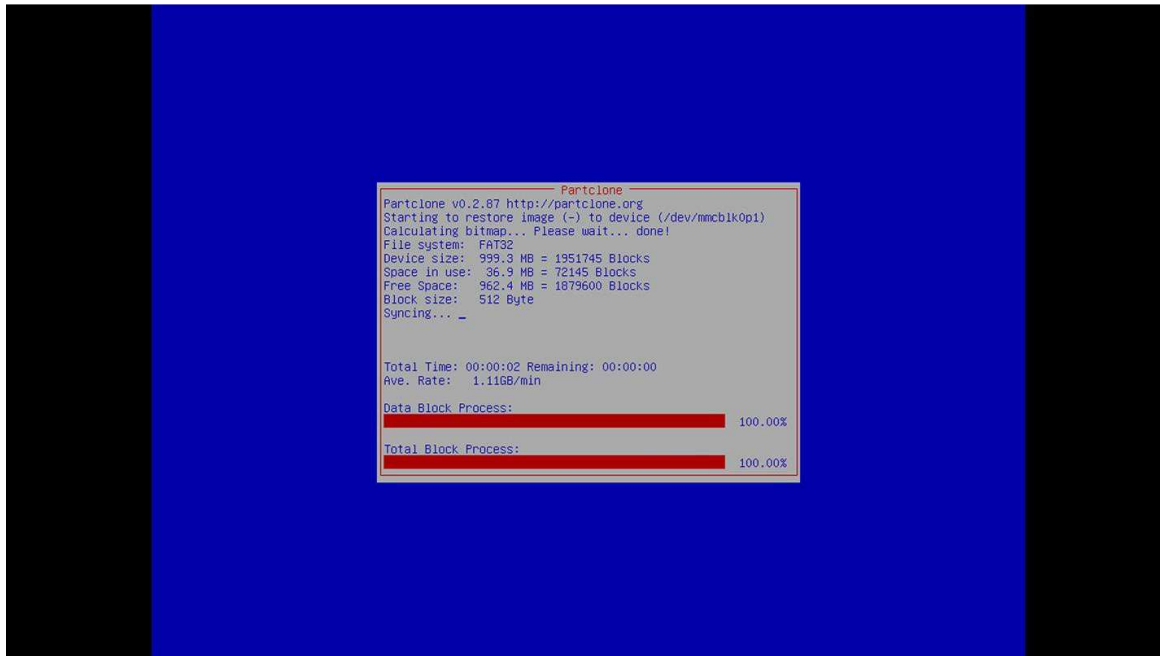 Partclone
Partclone v0.2.87 http://partclone.org
Starting to restore image (-) to device (/dev/mmcblk0p1)
Calculating bitmap... Please wait... done!
File system:  FAT32
Device size:  999.3 MB = 1951745 Blocks
Space in use:  36.9 MB = 72145 Blocks
Free Space:   962.4 MB = 1879600 Blocks
Block size:   512 Byte
Syncing... _
Total Time: 00:00:02 Remaining: 00:00:00
Ave. Rate:   1.11GB/min
Data Block Process:
100.00%
Total Block Process:
100.00%